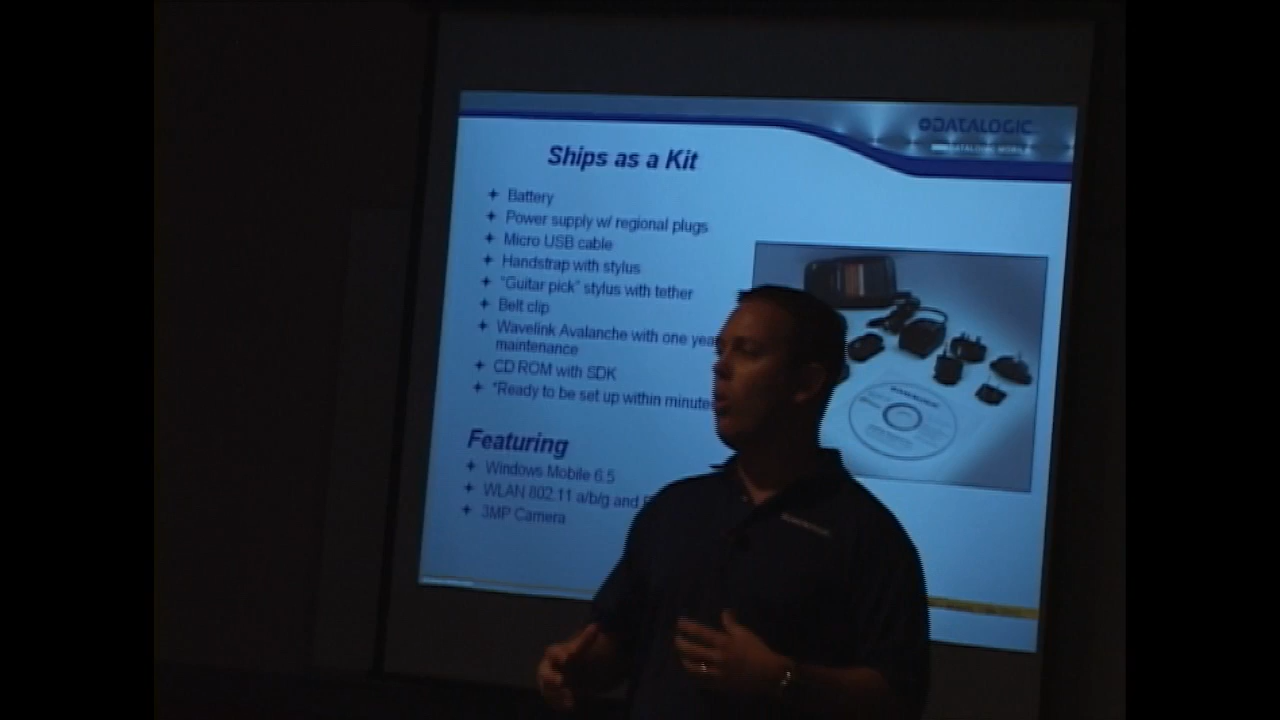 DATALOGIC
DATALOGIC MOBILE
Ships as a Kit
Battery
Power supply w/ regional plugs
Micro USB cable
Handstrap with stylus
"Guitar pick" stylus with tether
Belt clip
Wavelink Avalanche with one yea
maintenance
CD ROM with SDK
*Ready to be set up within minute
Featuring
Windows Mobile 6.5
WLAN 802.11 a/b/g and
3MP Camera